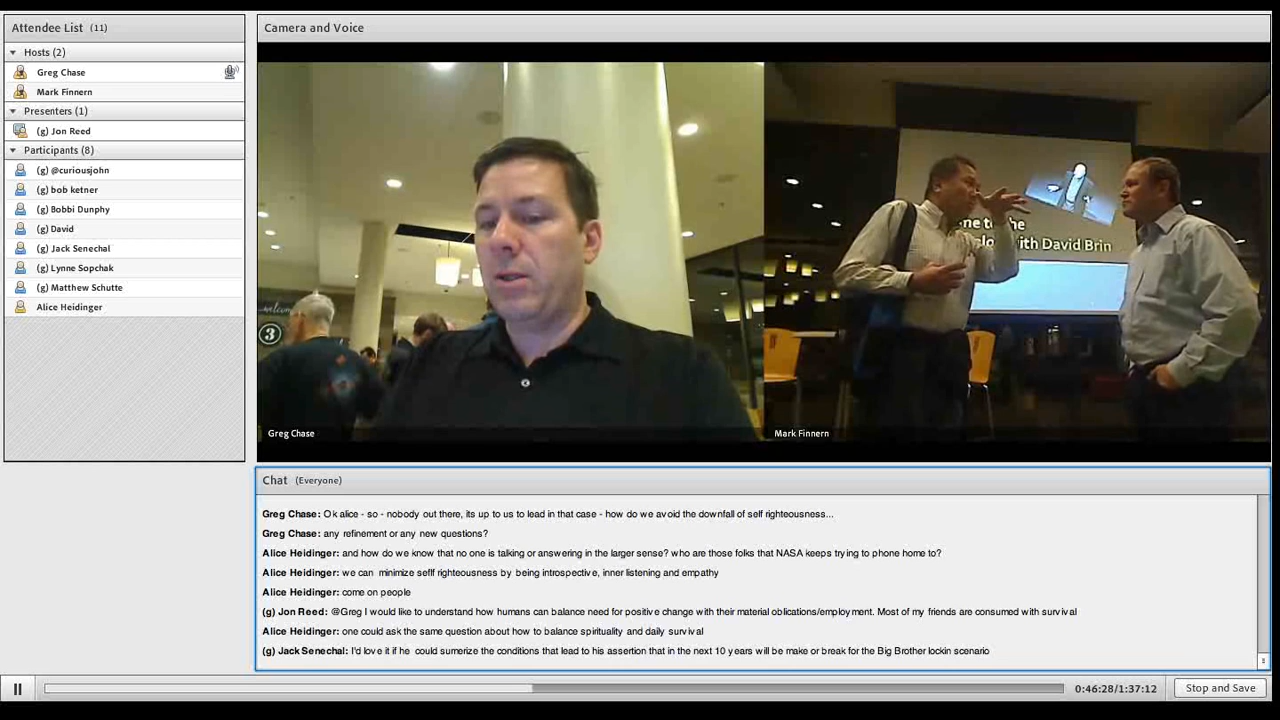 Attendee List (11)
Hosts (2)
Greg Chase
Mark Finnern
Presenters (1)
(g) Jon Reed
Participants (8)
(g) @curiousjohn
(g) bob ketner
(g) Bobbi Dunphy
(g) David
(g) Jack Senechal
(g) Lynne Sopchak
(g) Matthew Schutte
Alice Heidinger
Camera and Voice
welcome
3
Greg Chase
ne to the
with David Brin
Mark Finnern
Chat (Everyone)
Greg Chase: Ok alice - so - nobody out there, its up to us to lead in that case - how do we avoid the downfall of self righteousness...
Greg Chase: any refinement or any new questions?
Alice Heidinger: and how do we know that no one is talking or answering in the larger sense? who are those folks that NASA keeps trying to phone home to?
Alice Heidinger: we can minimize seflf righteousness by being introspective, inner listening and empathy
Alice Heidinger: come on people
(g) Jon Reed: @Greg I would like to understand how humans can balance need for positive change with their material oblications/employment. Most of my friends are consumed with survival
Alice Heidinger: one could ask the same question about how to balance spirituality and daily survival
(g) Jack Senechal: I'd love it if he could sumerize the conditions that lead to his assertion that in the next 10 years will be make or break for the Big Brother lockin scenario
0:46:28/1:37:12
Stop and Save